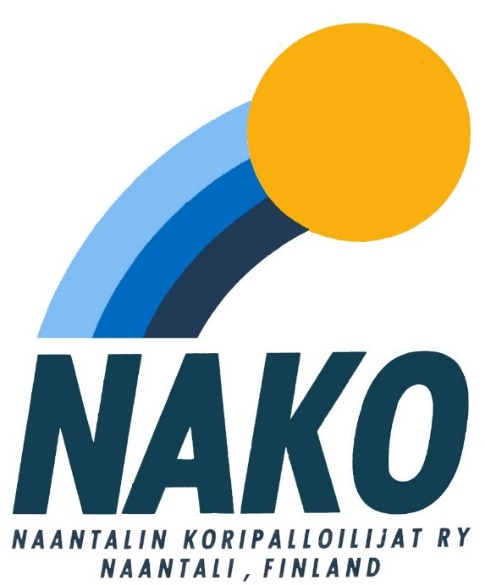 NAKO
NAANTALIN KORIPALLOILIJAT RY
NAANTALI, FINLAND